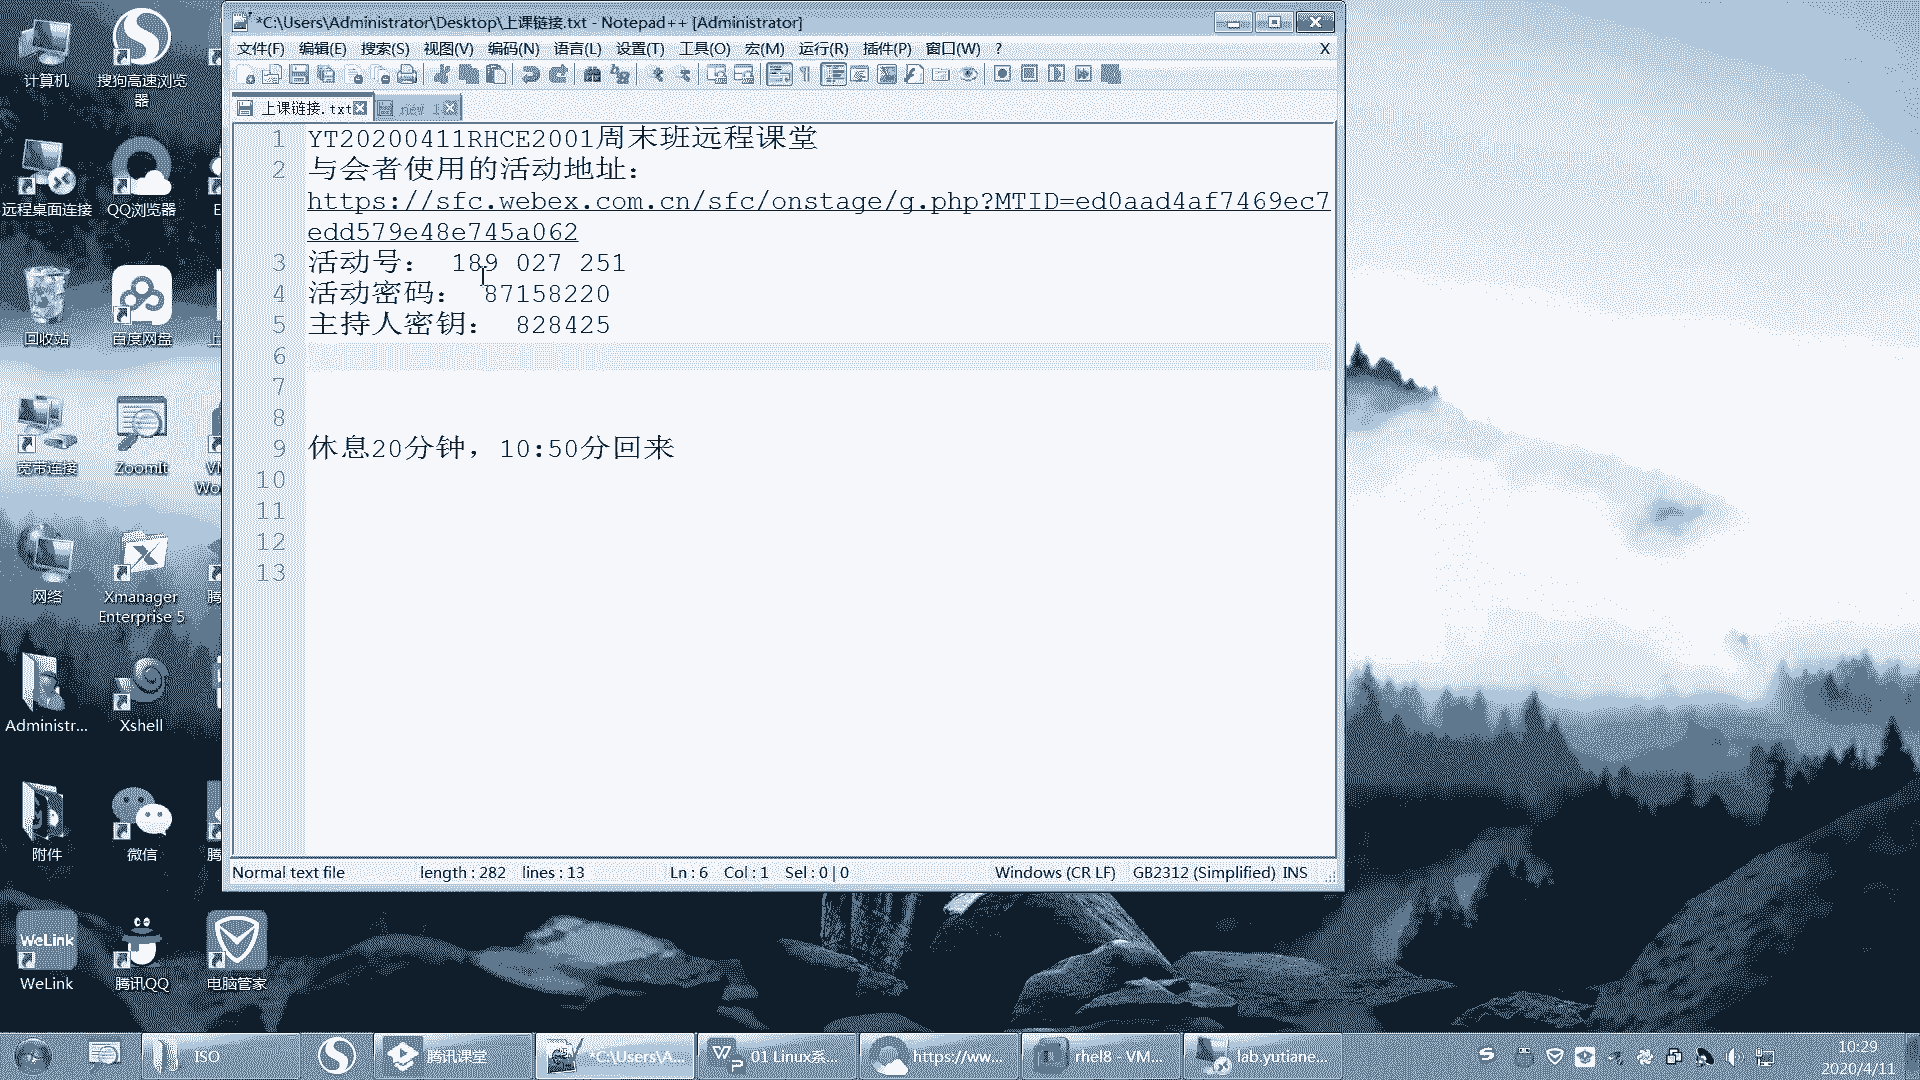 *C:\Users\Administrator\Desktop\上课链接.txt - Notepad++ [Administrator]
文件(F) 编辑(E) 搜索(S) 视图(V) 编码(N) 语言(L) 设置(T) 工具(O) 宏(M) 运行(R) 插件(P) 窗口(W) ? X
上课链接.txt new 1
1 YT20200411RHCE2001周末班远程课堂
2 与会者使用的活动地址：
https://sfc.webex.com.cn/sfc/onstage/g.php?MTID=ed0aad4af7469ec7
edd579e48e745a062
3 活动号： 189 027 251
4 活动密码： 87158220
5 主持人密钥： 828425
6
7
8
9 休息20分钟，10:50分回来
10
11
12
13
Normal text file length : 282 lines : 13 Ln : 6 Col : 1 Sel : 0 | 0 Windows (CR LF) GB2312 (Simplified) INS
计算机
搜狗高速浏览
器
远程桌面连接
QQ浏览器
回收站
百度网盘
宽带连接
ZoomIt
网络
Xmanager
Enterprise 5
Administr...
Xshell
附件
微信
WeLink
WeLink
腾讯QQ
电脑管家
ISO
腾讯课堂
*C:\Users\A...
01 Linux系...
https://ww...
rhel8 - VM...
lab.yutiane...
10:29
2020/4/11